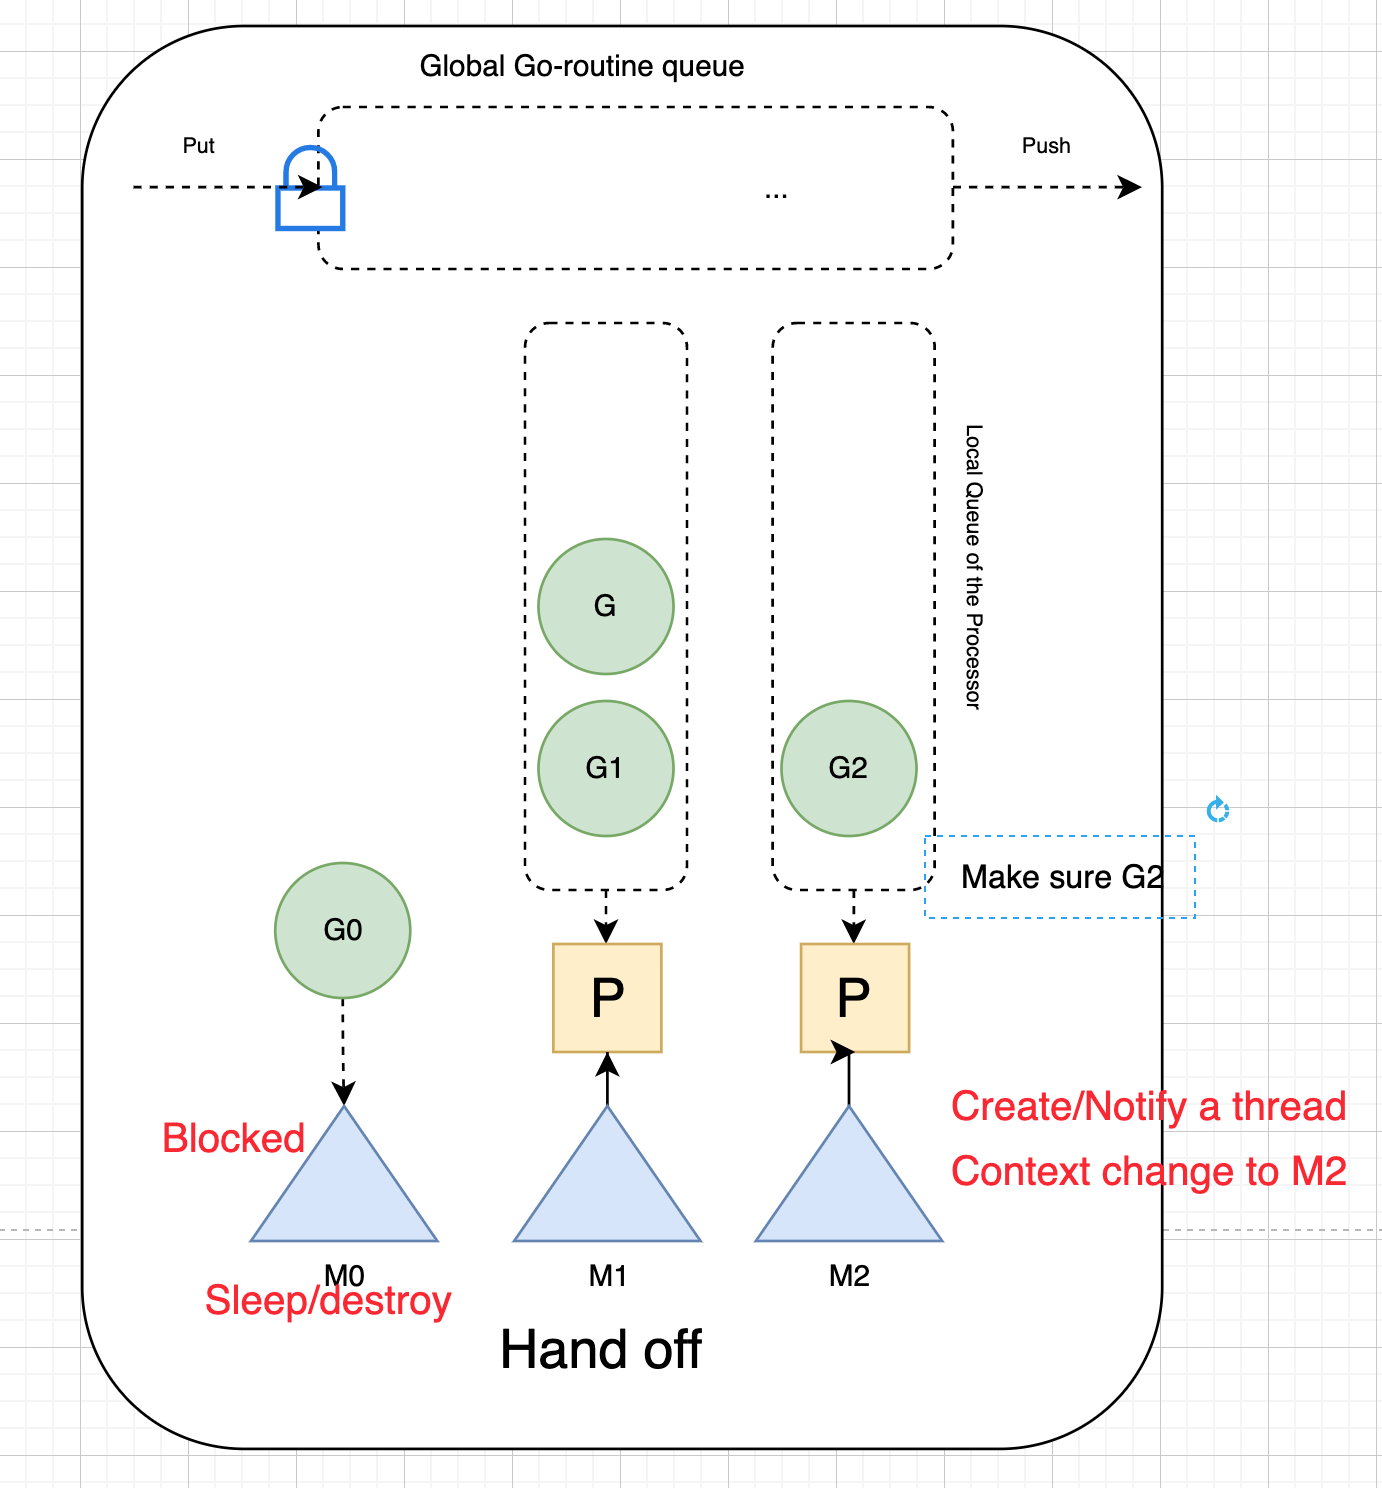 Global Go-routine queue
Put
Push
...
Local Queue of the Processor
G
G1
G2
Make sure G2
G0
P
P
Create/Notify a thread
Blocked
Context change to M2
M0
M1
M2
Sleep/destroy
Hand off